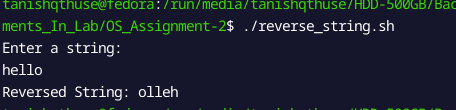 tanishqthuse@fedora:/run/media/tanishqthuse/HDD-500GB/Bac
ments_In_Lab/OS_Assignment-2$ ./reverse_string.sh
Enter a string:
hello
Reversed String: olleh